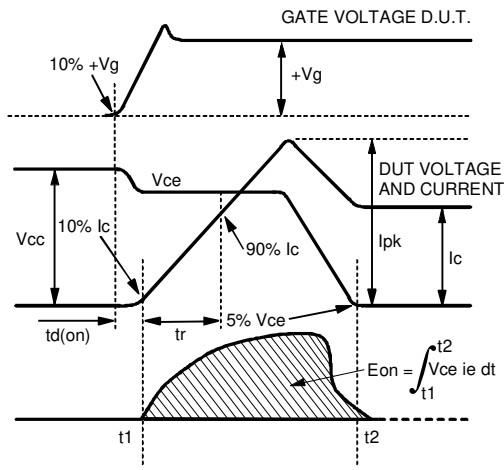 GATE VOLTAGE D.U.T.
10% +Vg
+Vg
DUT VOLTAGE
AND CURRENT
Vce
Vcc
10% Ic
90% Ic
Ipk
Ic
td(on)
tr
5% Vce
Eon = ∫ Vce ie dt
t2
t1
t1
t2